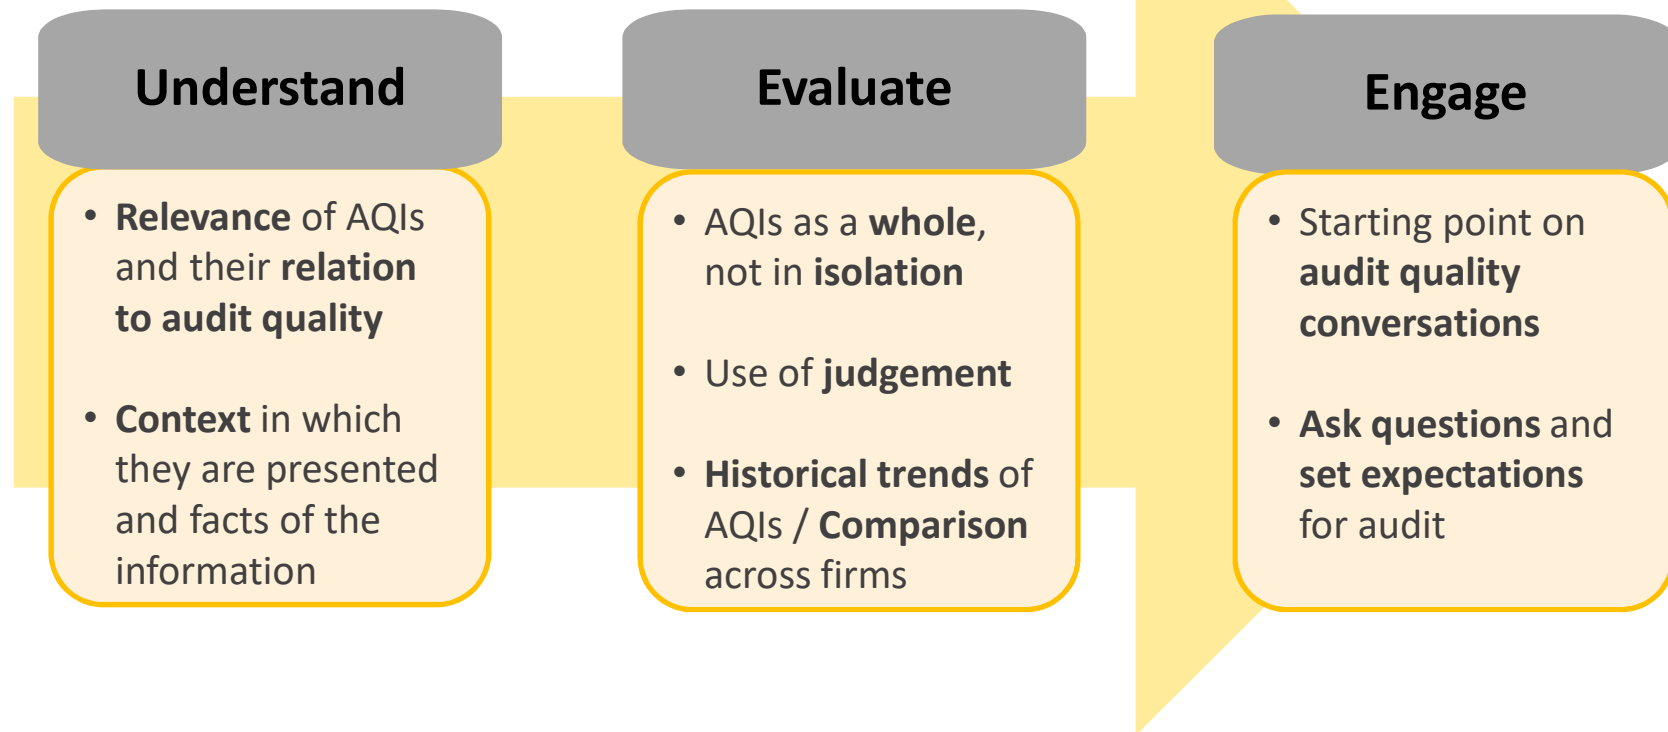 Understand
• Relevance of AQIs
and their relation
to audit quality
• Context in which
they are presented
and facts of the
information
Evaluate
• AQIs as a whole,
not in isolation
• Use of judgement
• Historical trends of
AQIs / Comparison
across firms
Engage
• Starting point on
audit quality
conversations
• Ask questions and
set expectations
for audit